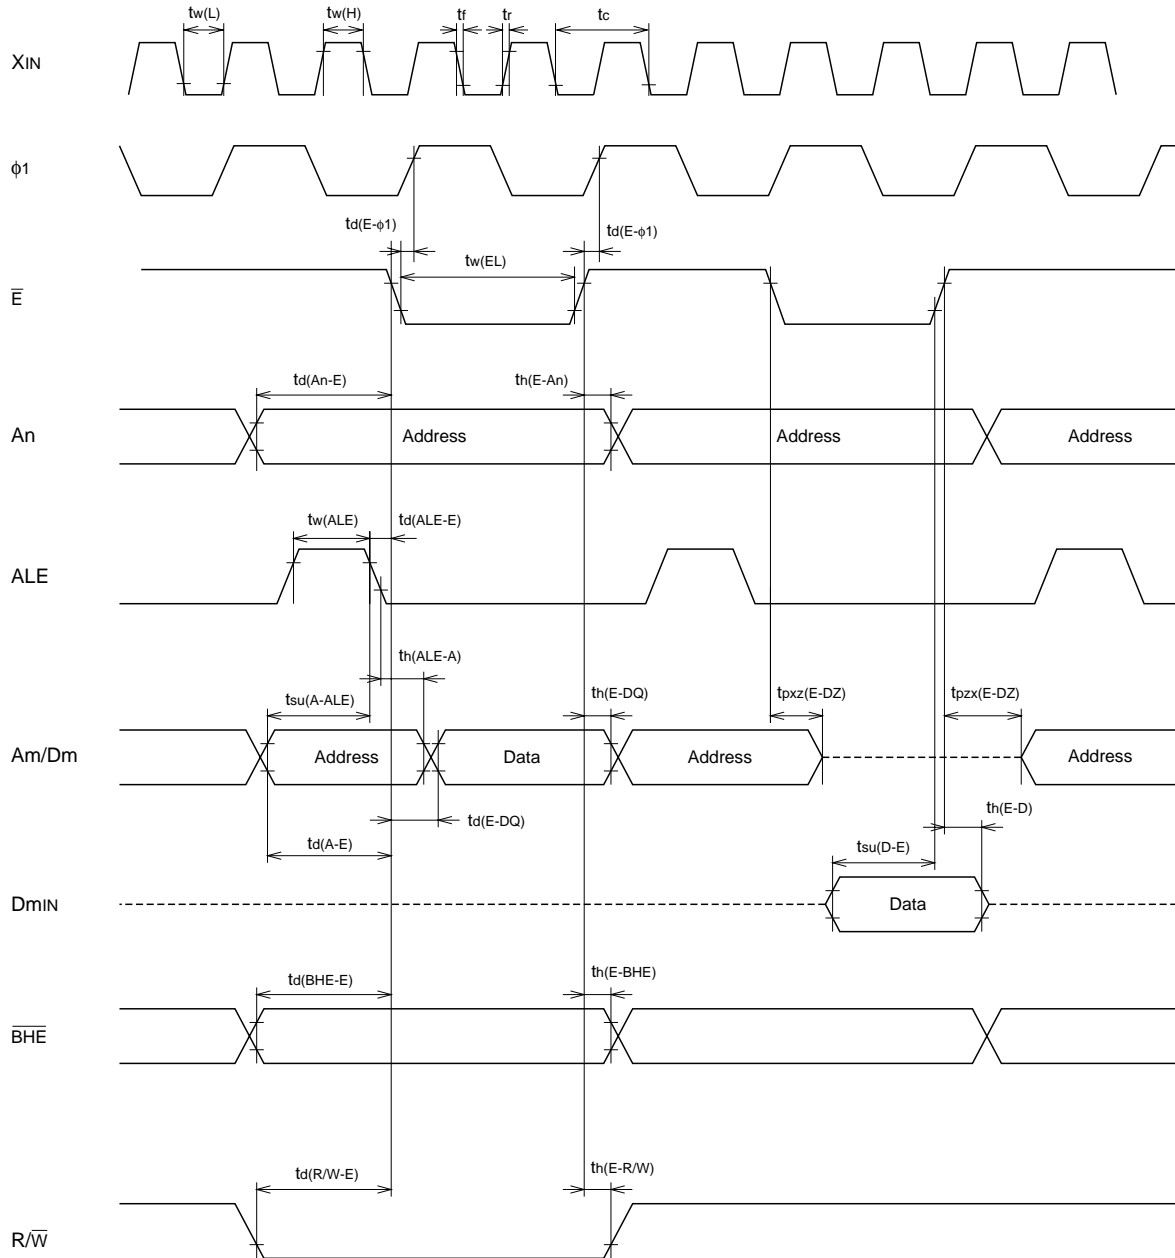 tw(L) tw(H) tf tr tc
XIN
ϕ1
td(E-ϕ1) td(E-ϕ1)
tw(EL)
E̅
td(An-E) th(E-An)
An Address Address Address
tw(ALE) td(ALE-E)
ALE
th(ALE-A)
tsu(A-ALE) th(E-DQ) tpxz(E-DZ) tpzx(E-DZ)
Am/Dm Address Data Address Address
td(E-DQ) th(E-D)
td(A-E) tsu(D-E)
DmIN Data
td(BHE-E) th(E-BHE)
B̅H̅E̅
td(R/W-E) th(E-R/W)
R/W̅